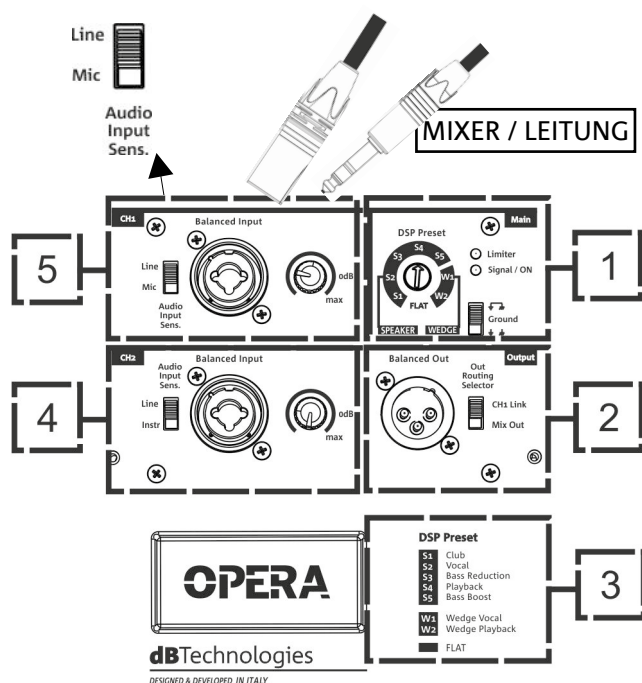 Line
Mic
Audio
Input
Sens.
MIXER / LEITUNG
CH1
Balanced Input
Line
Mic
Audio
Input
Sens.
0dB
max
5
Main
DSP Preset
S1
S2
S3
S4
S5
W1
W2
FLAT
SPEAKER
WEDGE
Limiter
Signal / ON
Ground
1
CH2
Audio
Input
Sens.
Balanced Input
Line
Instr
0dB
max
4
Output
Balanced Out
Out
Routing
Selector
CH1 Link
Mix Out
2
OPERA
dBTechnologies
DESIGNED & DEVELOPED IN ITALY
DSP Preset
S1 Club
S2 Vocal
S3 Bass Reduction
S4 Playback
S5 Bass Boost
W1 Wedge Vocal
W2 Wedge Playback
FLAT
3